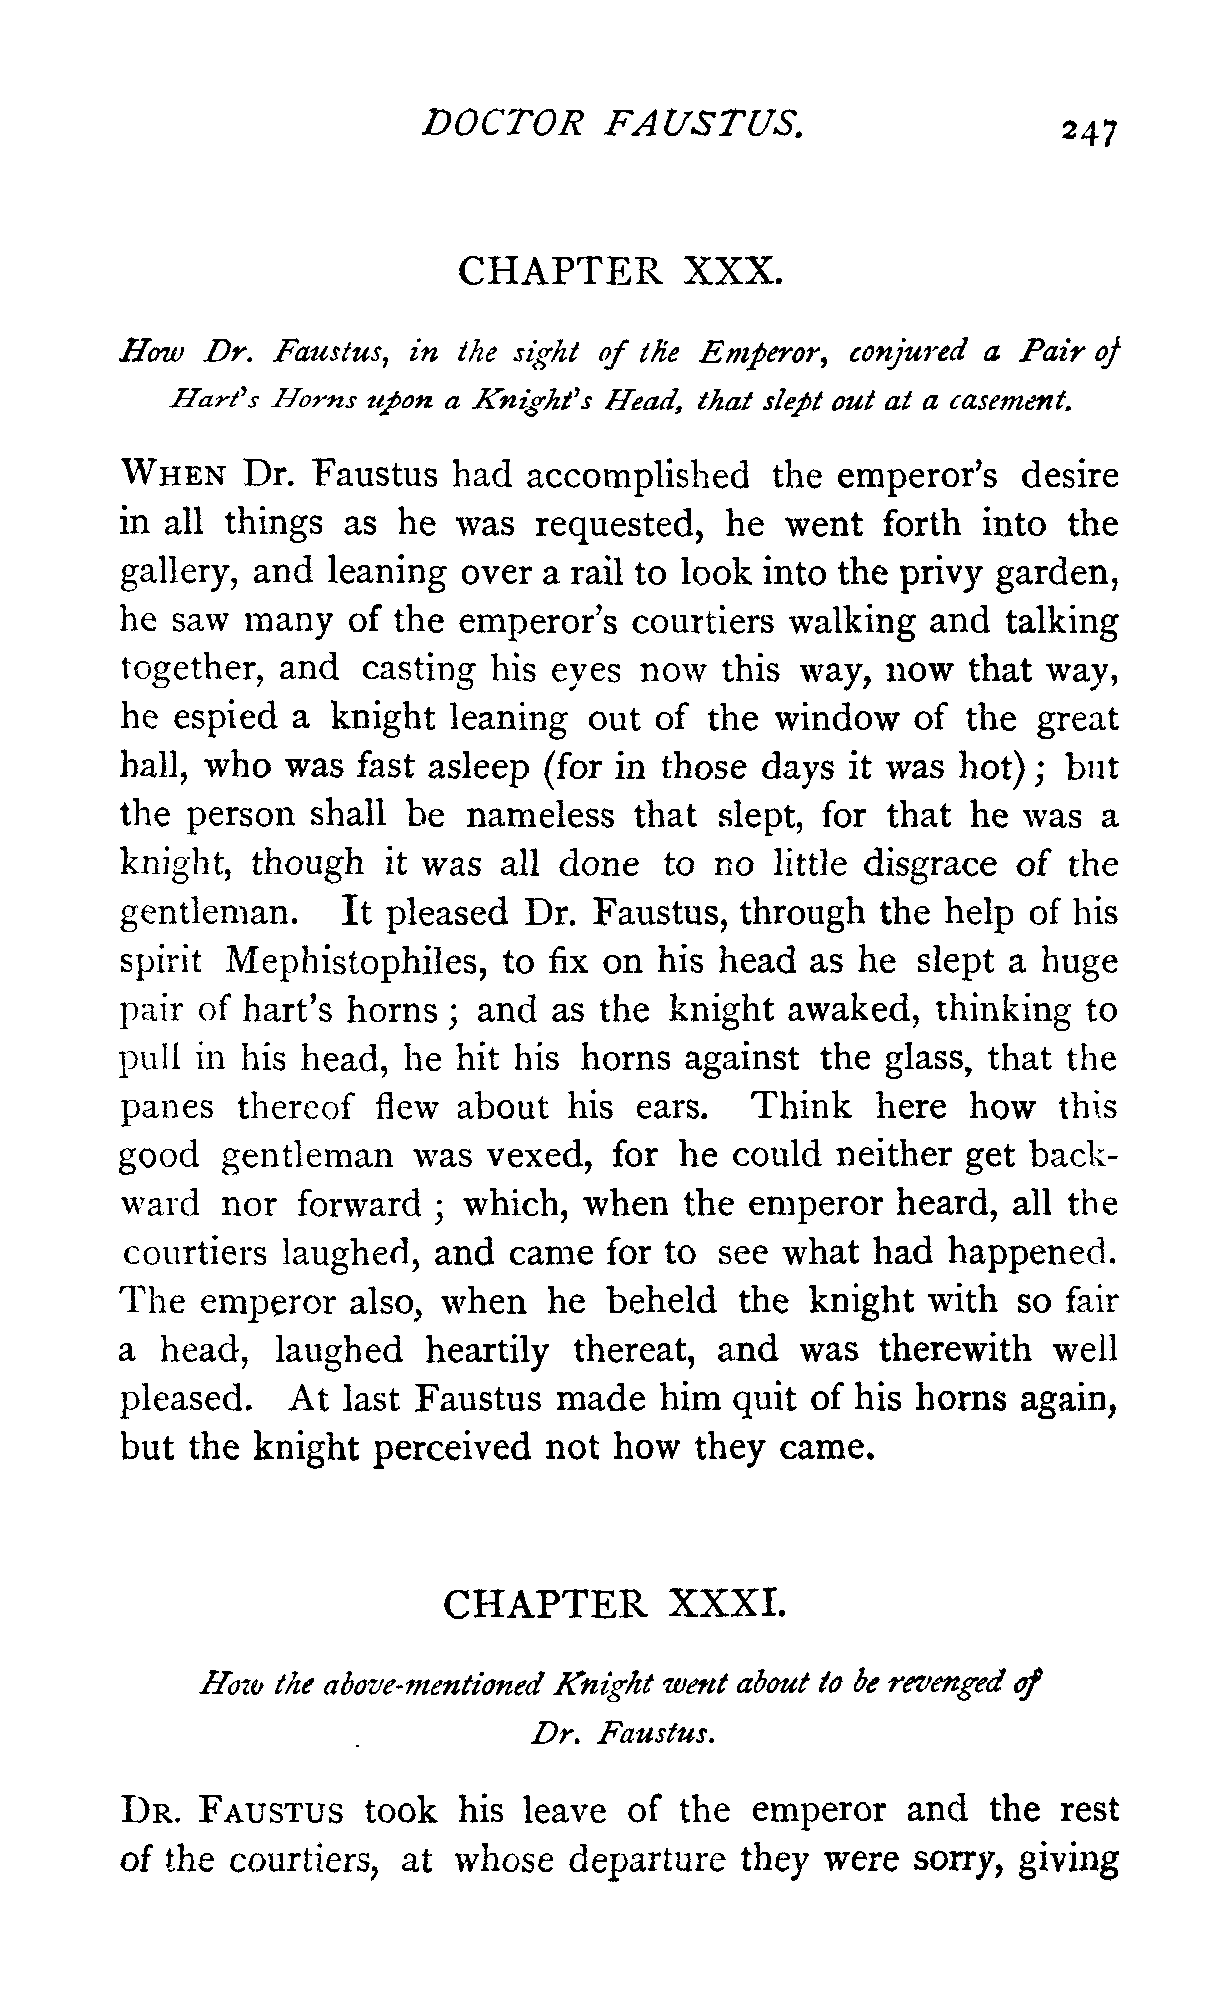 DOCTOR FAUSTUS. 247
CHAPTER XXX.
How Dr. Faustus, in the sight of the Emperor, conjured a Pair of
Hart's Horns upon a Knight's Head, that slept out at a casement.
WHEN Dr. Faustus had accomplished the emperor's desire
in all things as he was requested, he went forth into the
gallery, and leaning over a rail to look into the privy garden,
he saw many of the emperor's courtiers walking and talking
together, and casting his eyes now this way, now that way,
he espied a knight leaning out of the window of the great
hall, who was fast asleep (for in those days it was hot) ; but
the person shall be nameless that slept, for that he was a
knight, though it was all done to no little disgrace of the
gentleman. It pleased Dr. Faustus, through the help of his
spirit Mephistophiles, to fix on his head as he slept a huge
pair of hart's horns ; and as the knight awaked, thinking to
pull in his head, he hit his horns against the glass, that the
panes thereof flew about his ears. Think here how this
good gentleman was vexed, for he could neither get back-
ward nor forward ; which, when the emperor heard, all the
courtiers laughed, and came for to see what had happened.
The emperor also, when he beheld the knight with so fair
a head, laughed heartily thereat, and was therewith well
pleased. At last Faustus made him quit of his horns again,
but the knight perceived not how they came.
CHAPTER XXXI.
How the above-mentioned Knight went about to be revenged of
Dr. Faustus.
DR. FAUSTUS took his leave of the emperor and the rest
of the courtiers, at whose departure they were sorry, giving